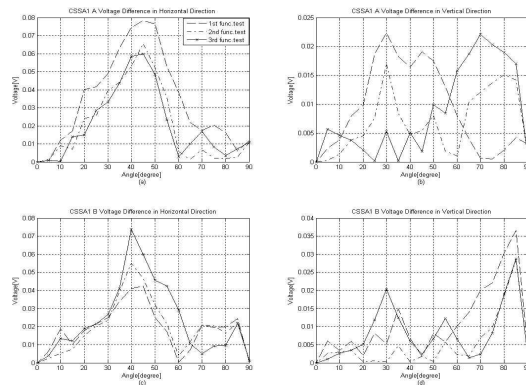 CSSA1 A Voltage Difference in Horizontal Direction
0.08
0.07
0.06
0.05
0.04
0.03
0.02
0.01
0
Voltage[V]
1st func.test
2nd func.test
3rd func.test
0 10 20 30 40 50 60 70 80 90
Angle[degree]
(a)
CSSA1 A Voltage Difference in Vertical Direction
0.025
0.02
0.015
0.01
0.005
0
Voltage[V]
0 10 20 30 40 50 60 70 80 90
Angle[degree]
(b)
CSSA1 B Voltage Difference in Horizontal Direction
0.08
0.07
0.06
0.05
0.04
0.03
0.02
0.01
0
Voltage[V]
0 10 20 30 40 50 60 70 80 90
Angle[degree]
(c)
CSSA1 B Voltage Difference in Vertical Direction
0.04
0.035
0.03
0.025
0.02
0.015
0.01
0.005
0
Voltage[V]
0 10 20 30 40 50 60 70 80 90
Angle[degree]
(d)